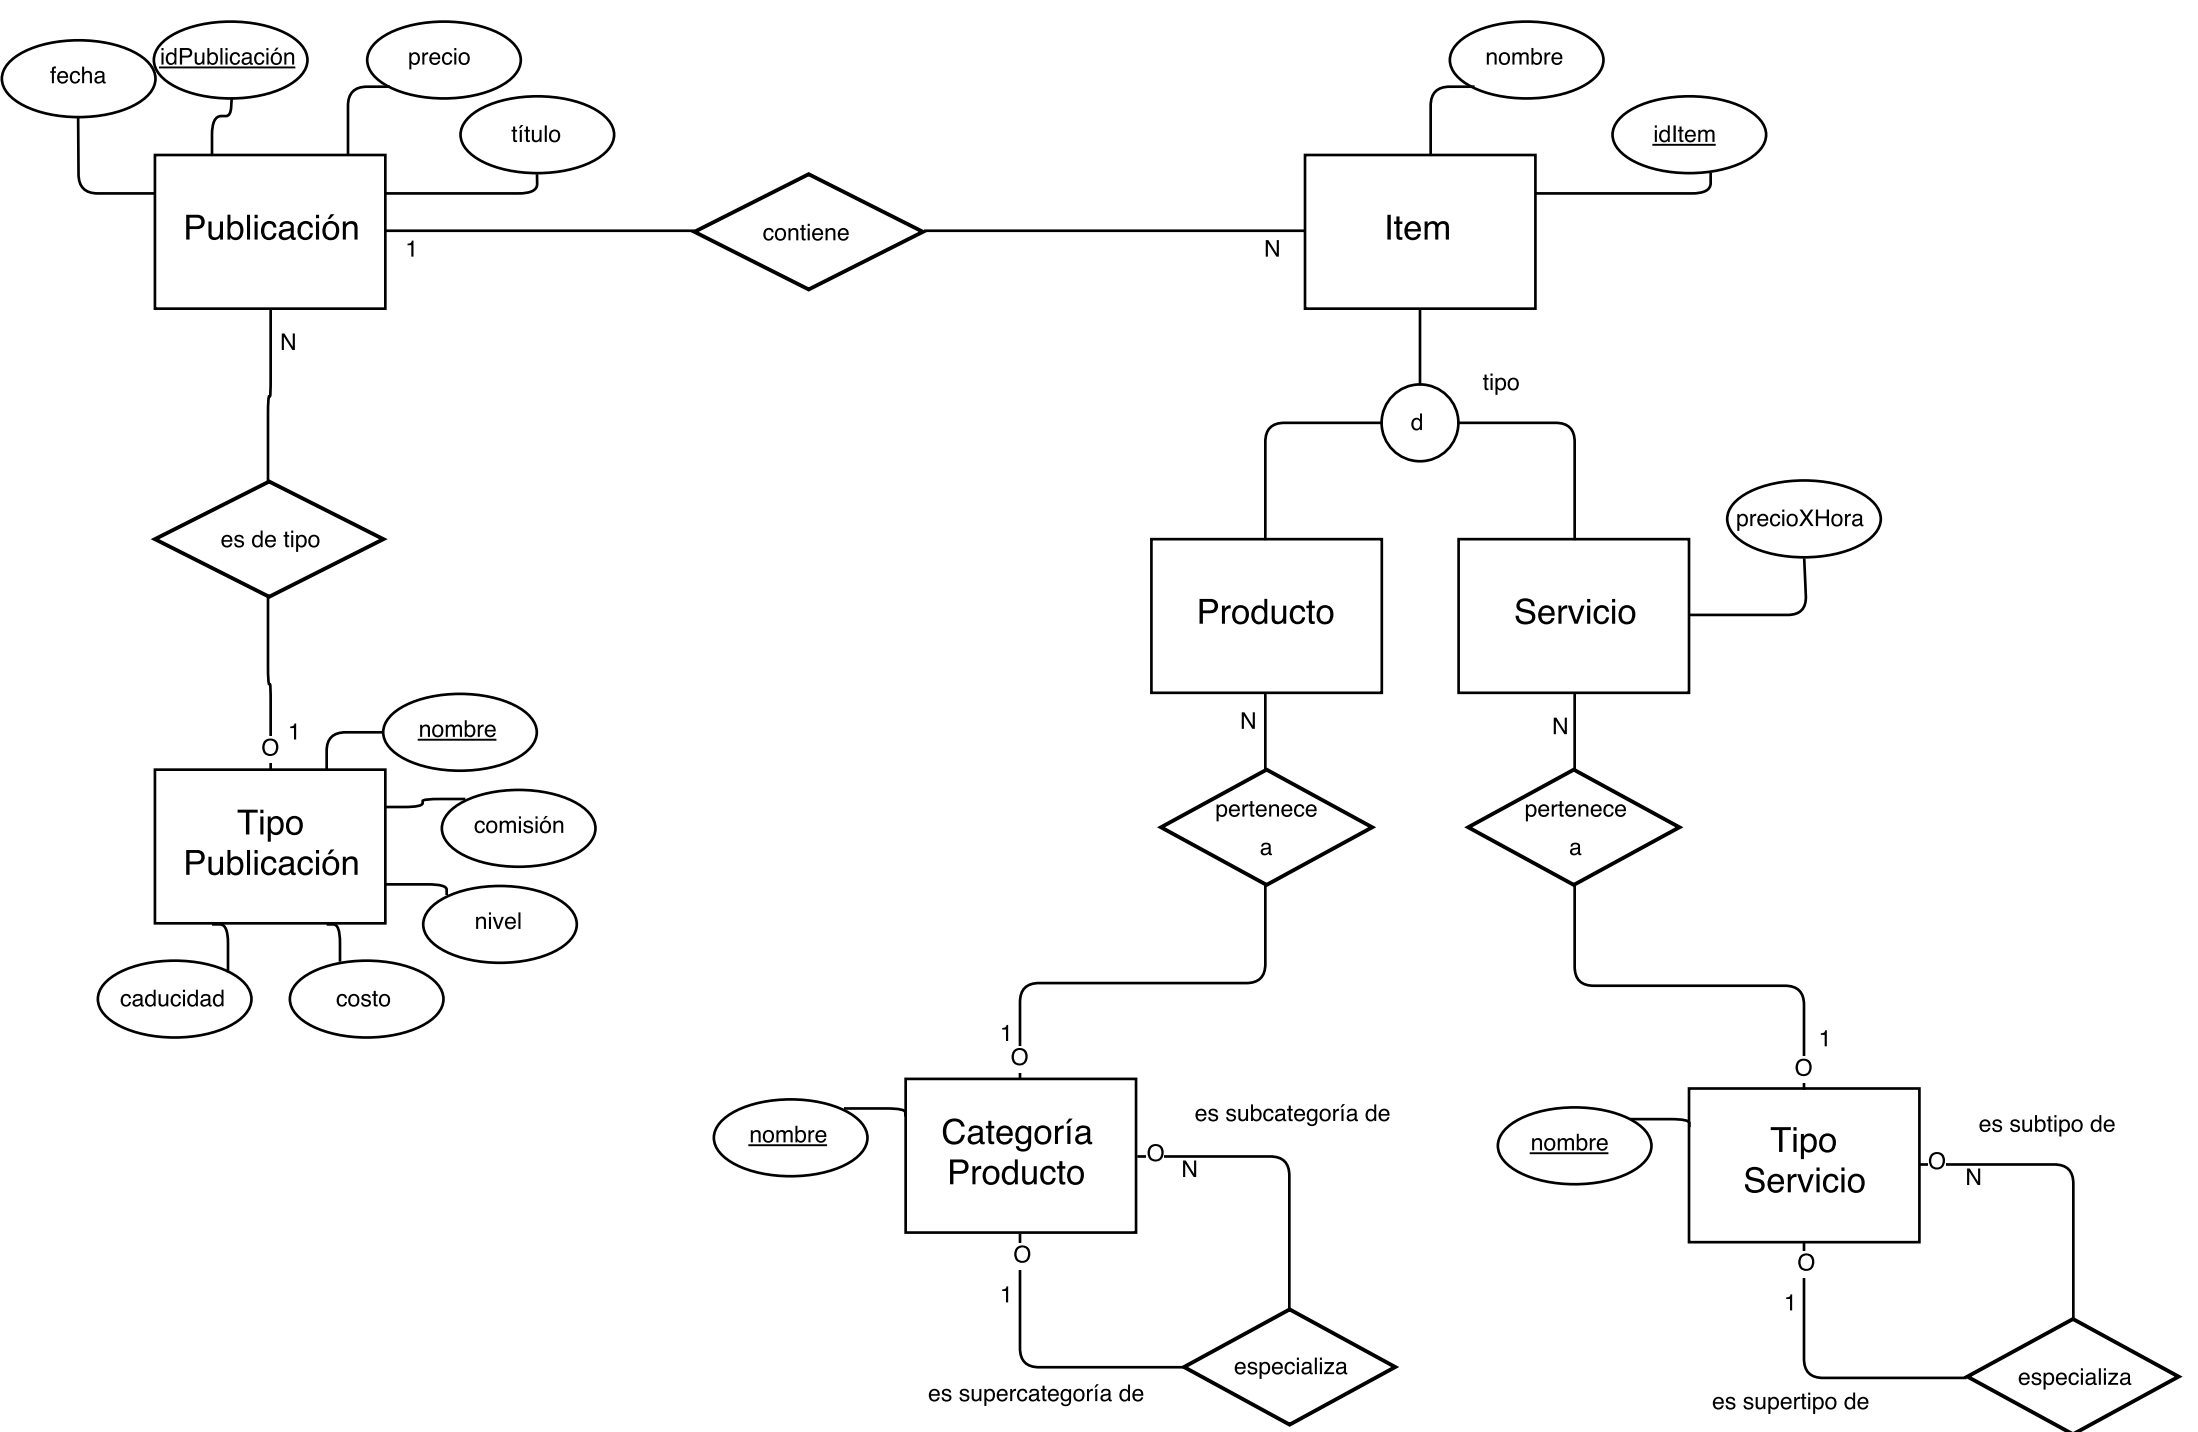 fecha
idPublicación
precio
título
nombre
idItem
Publicación
1
contiene
N
Item
N
tipo
d
es de tipo
precioXHora
Producto
Servicio
1
O
nombre
Tipo
Publicación
comisión
nivel
caducidad
costo
N
N
pertenece
a
pertenece
a
1
O
1
O
nombre
Categoría
Producto
es subcategoría de
O
N
O
1
especializa
es supercategoría de
nombre
Tipo
Servicio
es subtipo de
O
N
O
1
especializa
es supertipo de